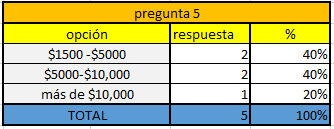 pregunta 5
opción respuesta %
$1500 -$5000 2 40%
$5000-$10,000 2 40%
más de $10,000 1 20%
TOTAL 5 100%